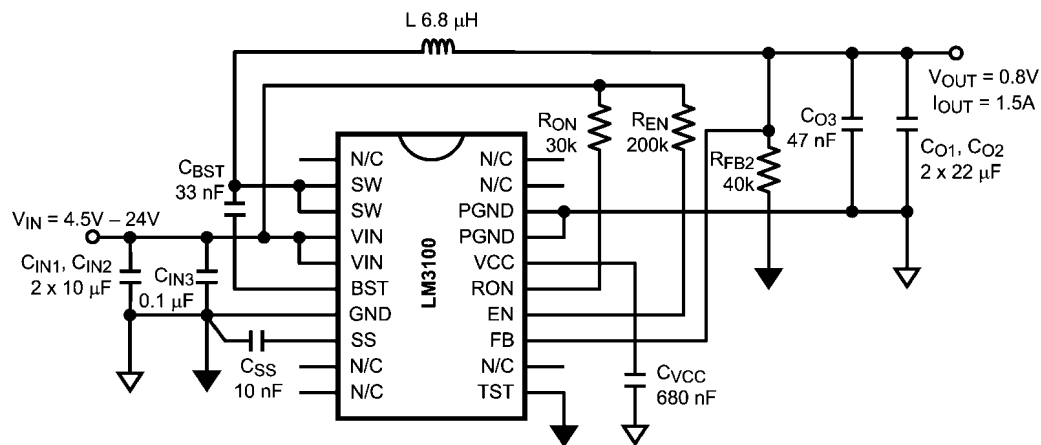 L 6.8 μH
VOUT = 0.8V
IOUT = 1.5A
RON
30k
REN
200k
CO3
47 nF
CO1, CO2
2 x 22 μF
RFB2
40k
CBST
33 nF
VIN = 4.5V – 24V
CIN1, CIN2
2 x 10 μF
CIN3
0.1 μF
CSS
10 nF
N/C
SW
SW
VIN
VIN
BST
GND
SS
N/C
N/C
LM3100
N/C
N/C
PGND
PGND
VCC
RON
EN
FB
N/C
TST
CVCC
680 nF